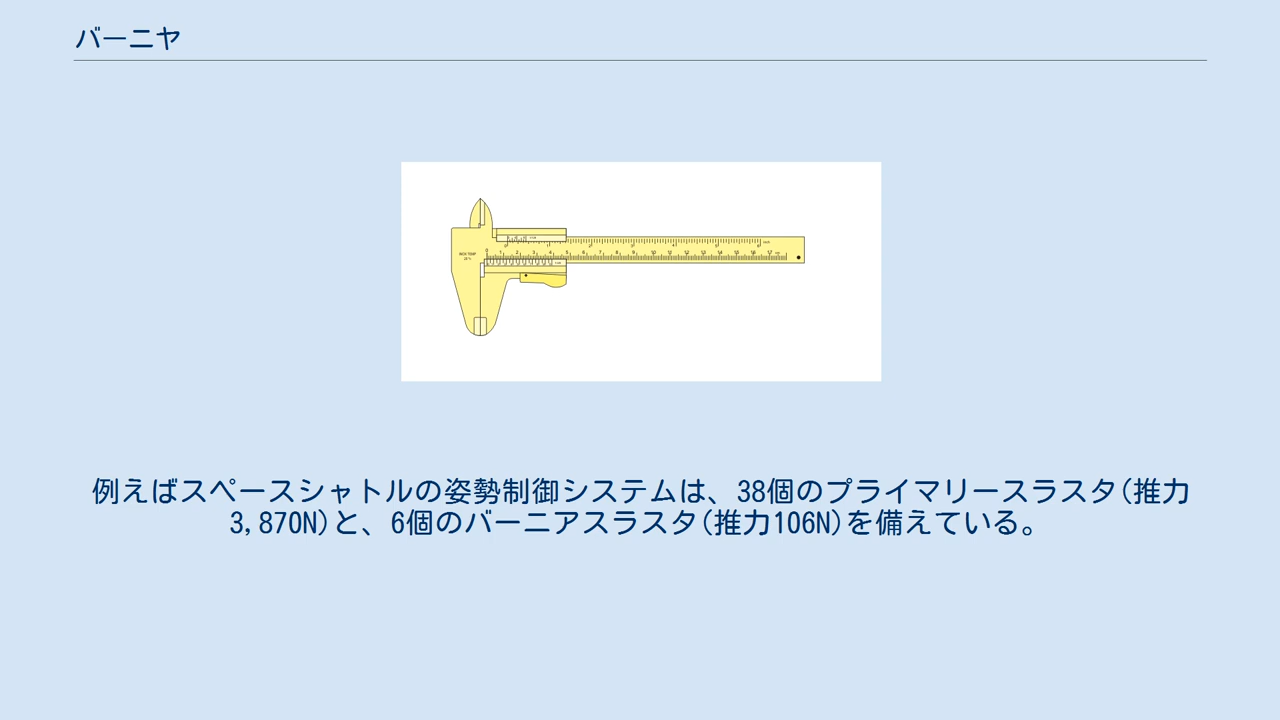 バーニヤ
例えばスペースシャトルの姿勢制御システムは、38個のプライマリースラスタ(推力
3,870N)と、6個のバーニアスラスタ(推力106N)を備えている。